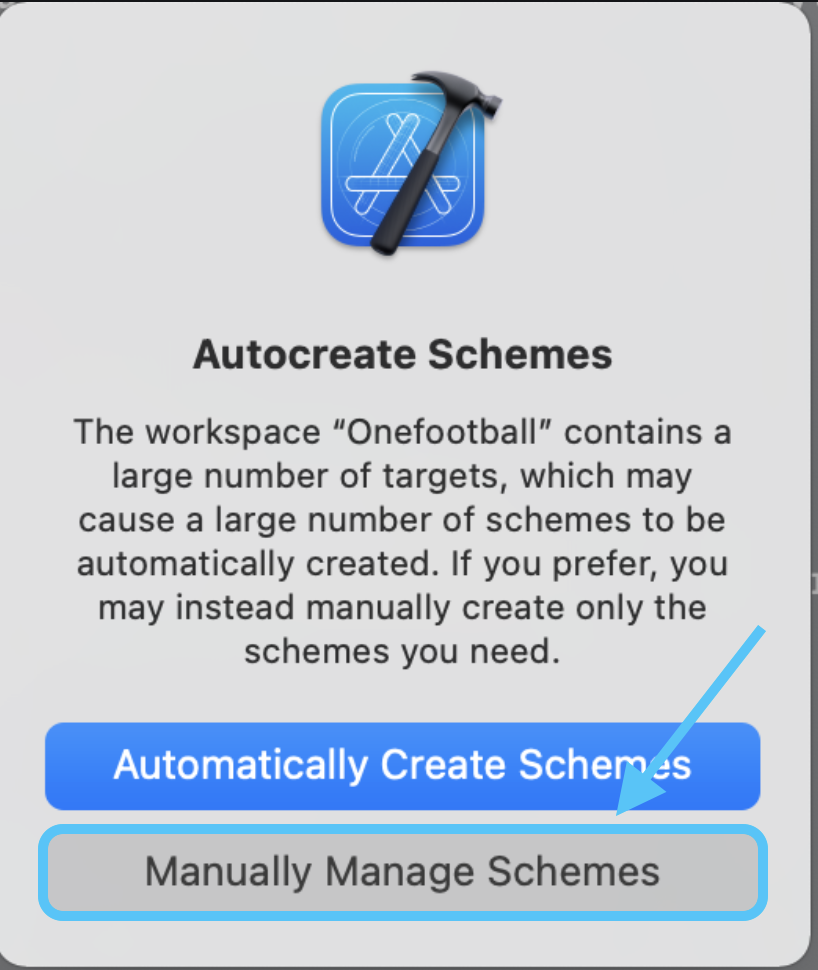 Autocreate Schemes
The workspace “Onefootball” contains a
large number of targets, which may
cause a large number of schemes to be
automatically created. If you prefer, you
may instead manually create only the
schemes you need.
Automatically Create Schemes
Manually Manage Schemes